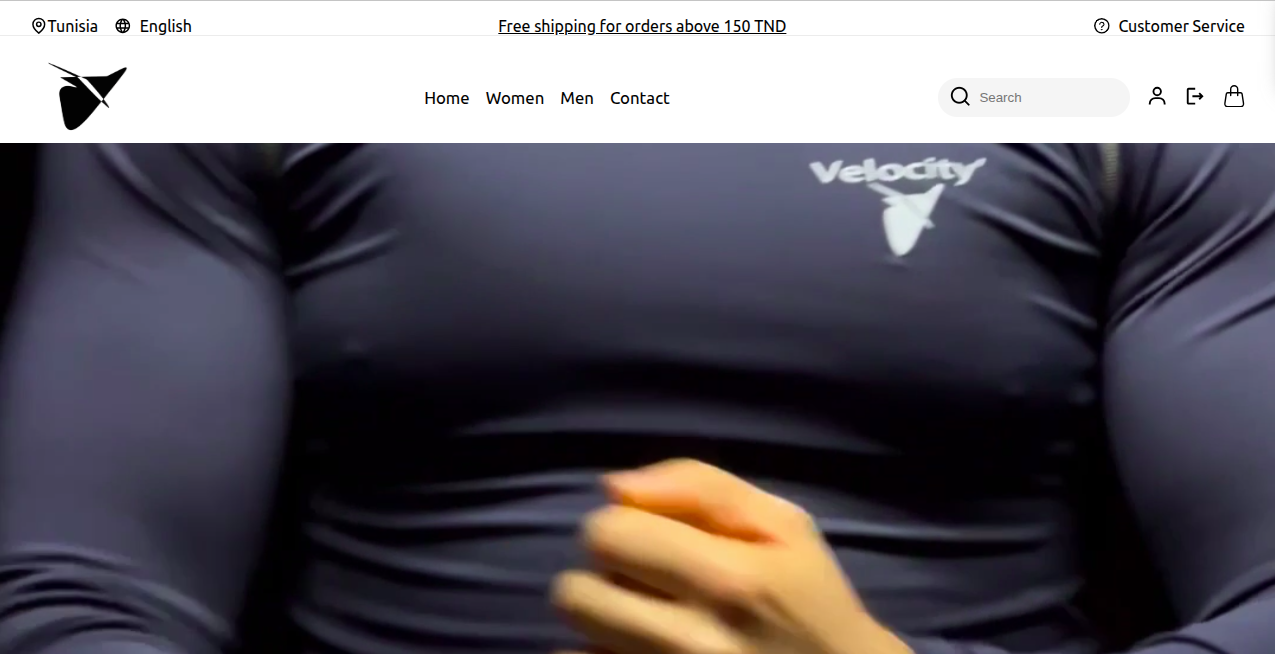 Tunisia English Free shipping for orders above 150 TND Customer Service
Home Women Men Contact Search
Velocity